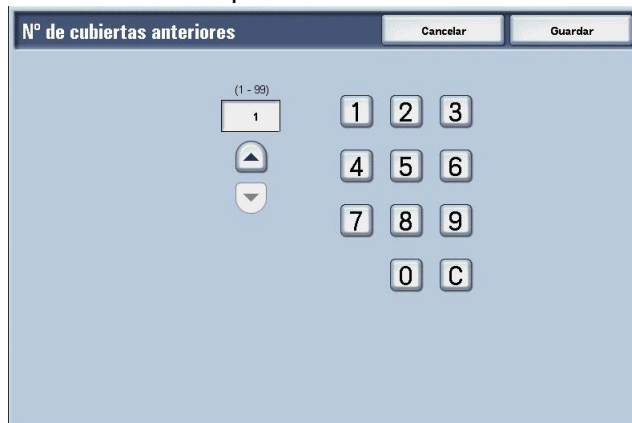 Nº de cubiertas anteriores
Cancelar
Guardar
(1 - 99)
1
1 2 3
4 5 6
7 8 9
0 C